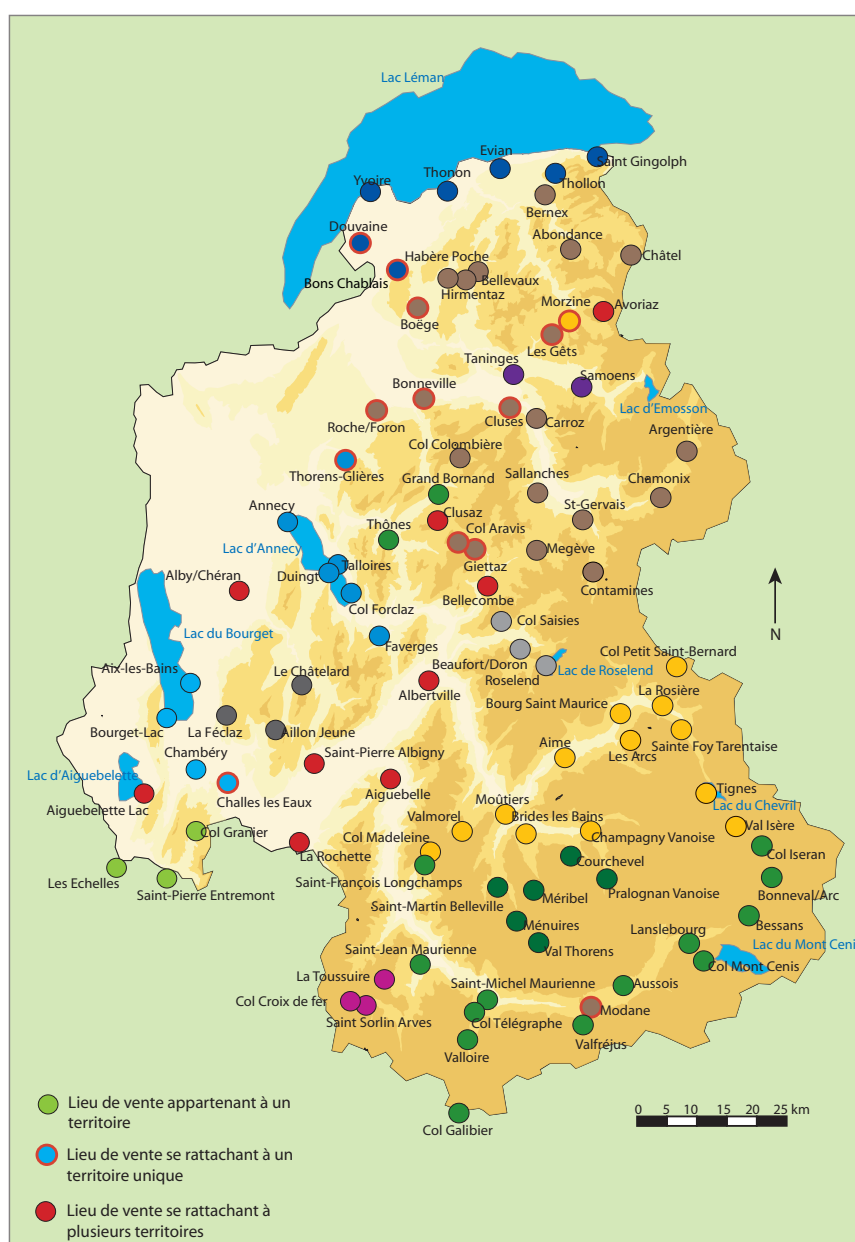 Lac Léman
Evian
Saint Gingolph
Thonon
Thollon
Yvoire
Bernex
Douvaine
Abondance
Habère Poche
Châtel
Bellevaux
Bons Chablais
Hirmentaz
Morzine
Avoriaz
Boëge
Les Gêts
Taninges
Samoens
Bonneville
Lac d'Emosson
Roche/Foron
Cluses
Carroz
Argentière
Col Colombière
Thorens-Glières
Sallanches
Grand Bornand
Chamonix
Annecy
St-Gervais
Clusaz
Thônes
Col Aravis
Lac d'Annecy
Megève
Talloires
Giettaz
Alby/Chéran
Duingt
Contamines
Bellecombe
Col Forclaz
Col Saisies
Lac du Bourget
Faverges
Col Petit Saint-Bernard
Beaufort/Doron
Aix-les-Bains
Le Châtelard
Lac de Roselend
Roselend
La Rosière
Albertville
Bourg Saint Maurice
Bourget-Lac
La Féclaz
Aillon Jeune
Sainte Foy Tarentaise
Aime
Les Arcs
Chambéry
Saint-Pierre Albigny
Lac d'Aiguebelette
Tignes
Aiguebelle
Challes les Eaux
Moûtiers
Lac du Chevril
Aiguebelette Lac
Valmorel
Brides les Bains
Val Isère
Col Granier
Col Madeleine
Champagny Vanoise
La Rochette
Col Iseran
Courchevel
Les Echelles
Saint-François Longchamps
Saint-Pierre Entremont
Méribel
Pralognan Vanoise
Bonneval/Arc
Saint-Martin Belleville
Ménuires
Bessans
Lanslebourg
Saint-Jean Maurienne
Val Thorens
Lac du Mont Ceni
Col Mont Cenis
La Toussuire
Saint-Michel Maurienne
Aussois
Col Croix de fer
Modane
Saint Sorlin Arves
Col Télégraphe
Valfréjus
Valloire
Col Galibier
N
0 5 10 15 20 25 km
Lieu de vente appartenant à un
territoire
Lieu de vente se rattachant à un
territoire unique
Lieu de vente se rattachant à
plusieurs territoires